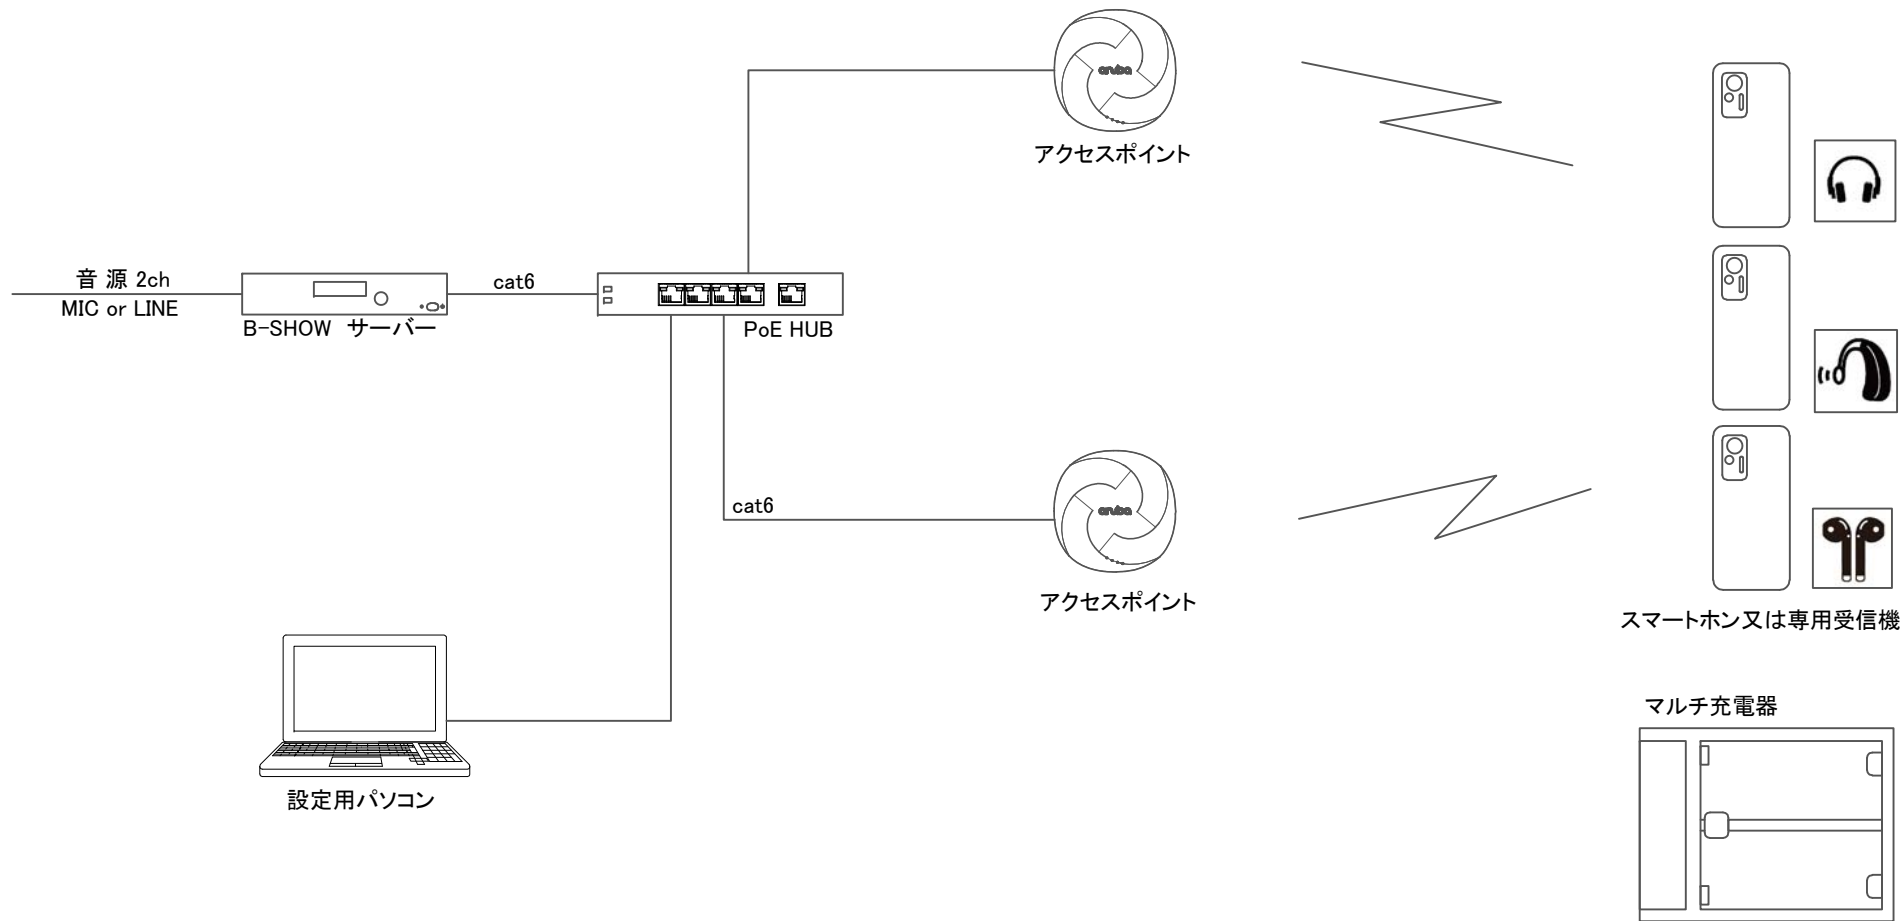 aruba
アクセスポイント
音 源 2ch
MIC or LINE
B-SHOW サーバー
cat6
PoE HUB
cat6
aruba
アクセスポイント
スマートホン又は専用受信機
設定用パソコン
マルチ充電器